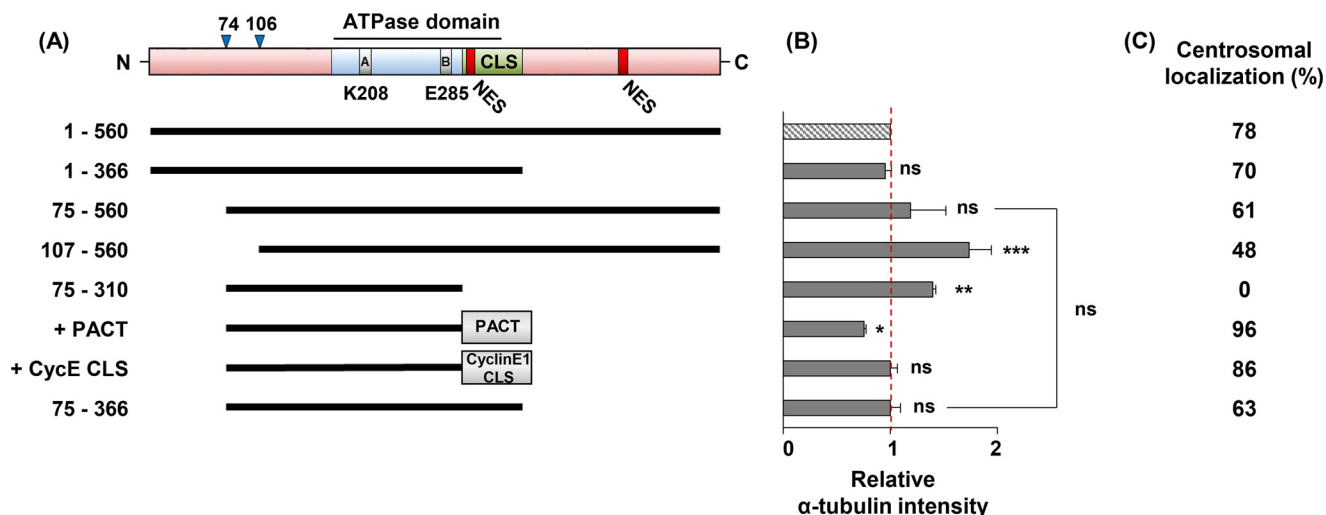 (A)
74 106
ATPase domain
N
A
B
CLS
C
K208
E285
NES
NES
1 - 560
1 - 366
75 - 560
107 - 560
75 - 310
+ PACT
PACT
+ CycE CLS
CyclinE1
CLS
75 - 366
(B)
ns
ns
***
**
*
ns
ns
ns
0 1 2
Relative
α-tubulin intensity
(C)
Centrosomal
localization (%)
78
70
61
48
0
96
86
63